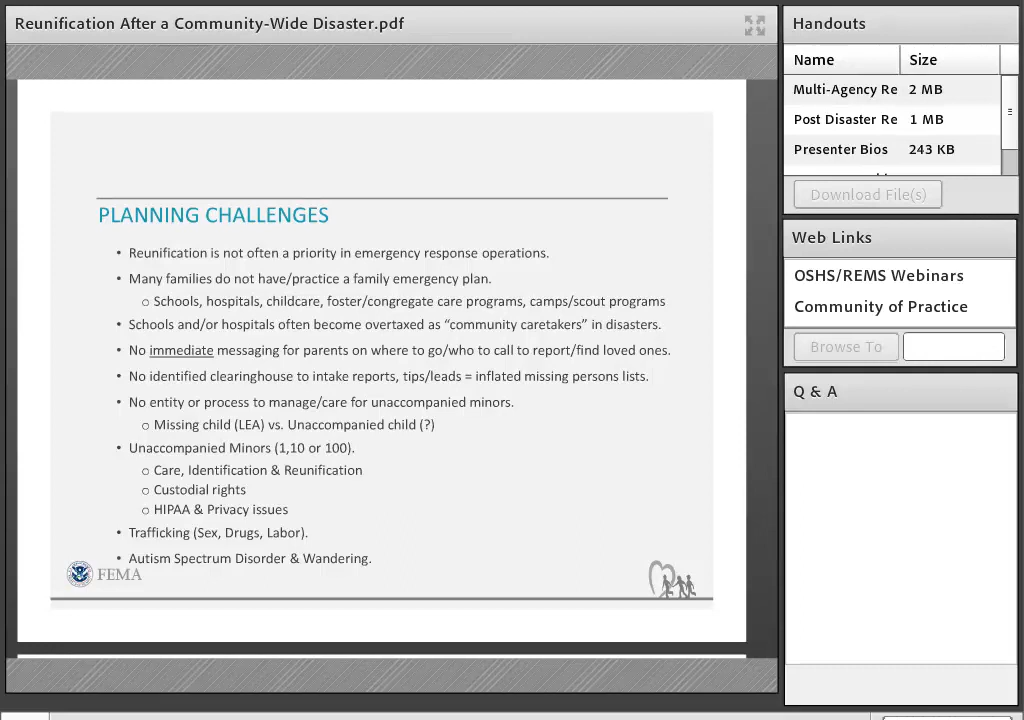 Reunification After a Community-Wide Disaster.pdf
PLANNING CHALLENGES
• Reunification is not often a priority in emergency response operations.
• Many families do not have/practice a family emergency plan.
o Schools, hospitals, childcare, foster/congregate care programs, camps/scout programs
• Schools and/or hospitals often become overtaxed as “community caretakers” in disasters.
• No immediate messaging for parents on where to go/who to call to report/find loved ones.
• No identified clearinghouse to intake reports, tips/leads = inflated missing persons lists.
• No entity or process to manage/care for unaccompanied minors.
o Missing child (LEA) vs. Unaccompanied child (?)
• Unaccompanied Minors (1,10 or 100).
o Care, Identification & Reunification
o Custodial rights
o HIPAA & Privacy issues
• Trafficking (Sex, Drugs, Labor).
• Autism Spectrum Disorder & Wandering.
FEMA
Handouts
Name Size
Multi-Agency Re 2 MB
Post Disaster Re 1 MB
Presenter Bios 243 KB
Download File(s)
Web Links
OSHS/REMS Webinars
Community of Practice
Browse To
Q & A